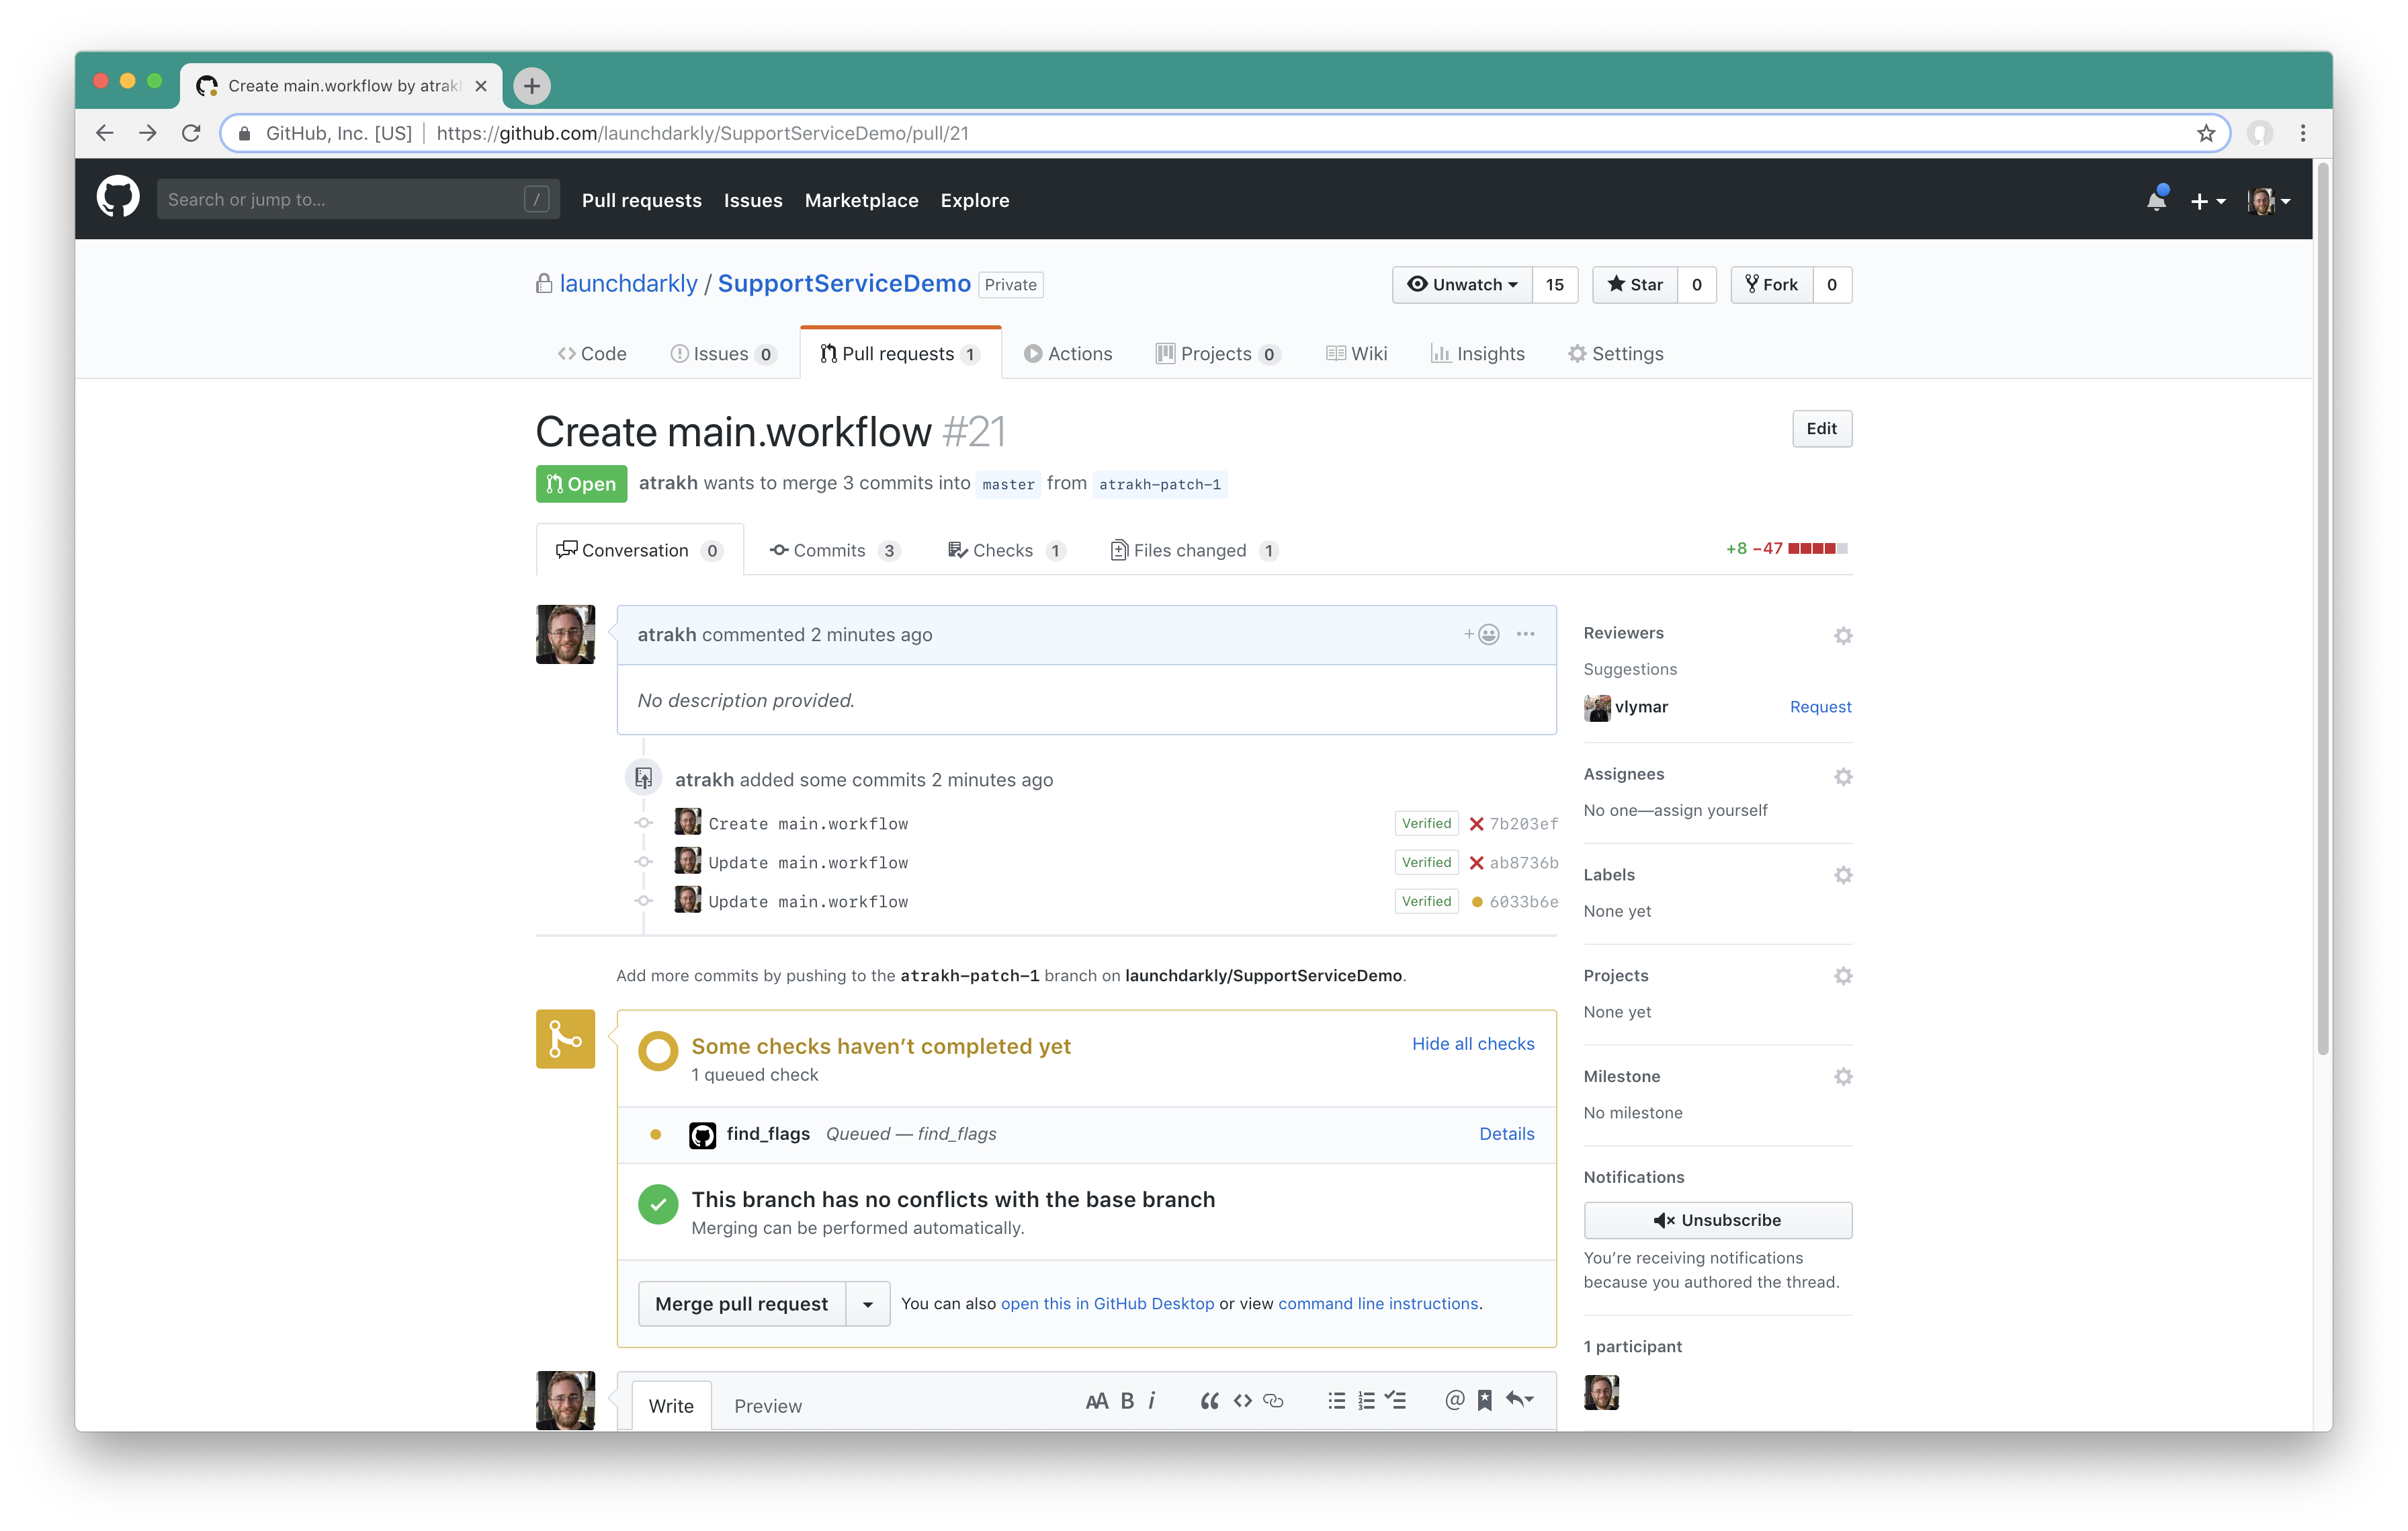 Create main.workflow by atrakh
GitHub, Inc. [US] https://github.com/launchdarkly/SupportServiceDemo/pull/21
Search or jump to... / Pull requests Issues Marketplace Explore
launchdarkly / SupportServiceDemo Private Unwatch 15 Star 0 Fork 0
Code Issues 0 Pull requests 1 Actions Projects 0 Wiki Insights Settings
Create main.workflow #21 Edit
Open atrakh wants to merge 3 commits into master from atrakh-patch-1
Conversation 0 Commits 3 Checks 1 Files changed 1 +8 −47
atrakh commented 2 minutes ago
No description provided.
atrakh added some commits 2 minutes ago
Create main.workflow Verified 7b203ef
Update main.workflow Verified ab8736b
Update main.workflow Verified 6033b6e
Add more commits by pushing to the atrakh-patch-1 branch on launchdarkly/SupportServiceDemo.
Some checks haven’t completed yet Hide all checks
1 queued check
find_flags Queued — find_flags Details
This branch has no conflicts with the base branch
Merging can be performed automatically.
Merge pull request You can also open this in GitHub Desktop or view command line instructions.
Write Preview AA B i
Reviewers
Suggestions
vlymar Request
Assignees
No one—assign yourself
Labels
None yet
Projects
None yet
Milestone
No milestone
Notifications
Unsubscribe
You’re receiving notifications
because you authored the thread.
1 participant